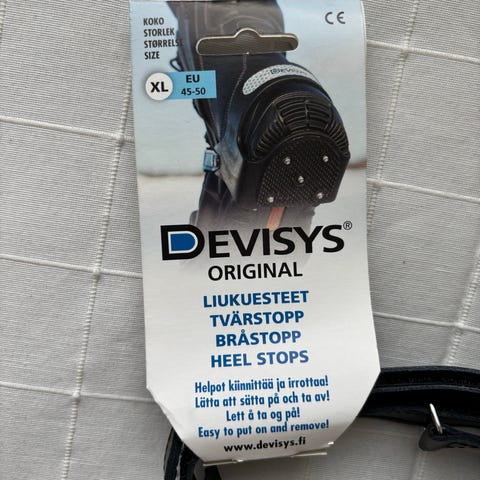 KOKO
STORLEK
STØRRELSE
SIZE
CE
XL
EU
45-50
DEVISYS
DEVISYS®
ORIGINAL
LIUKUESTEET
TVÄRSTOPP
BRÅSTOPP
HEEL STOPS
Helpot kiinnittää ja irrottaa!
Lätta att sätta på och ta av!
Lett å ta og på!
Easy to put on and remove!
www.devisys.fi